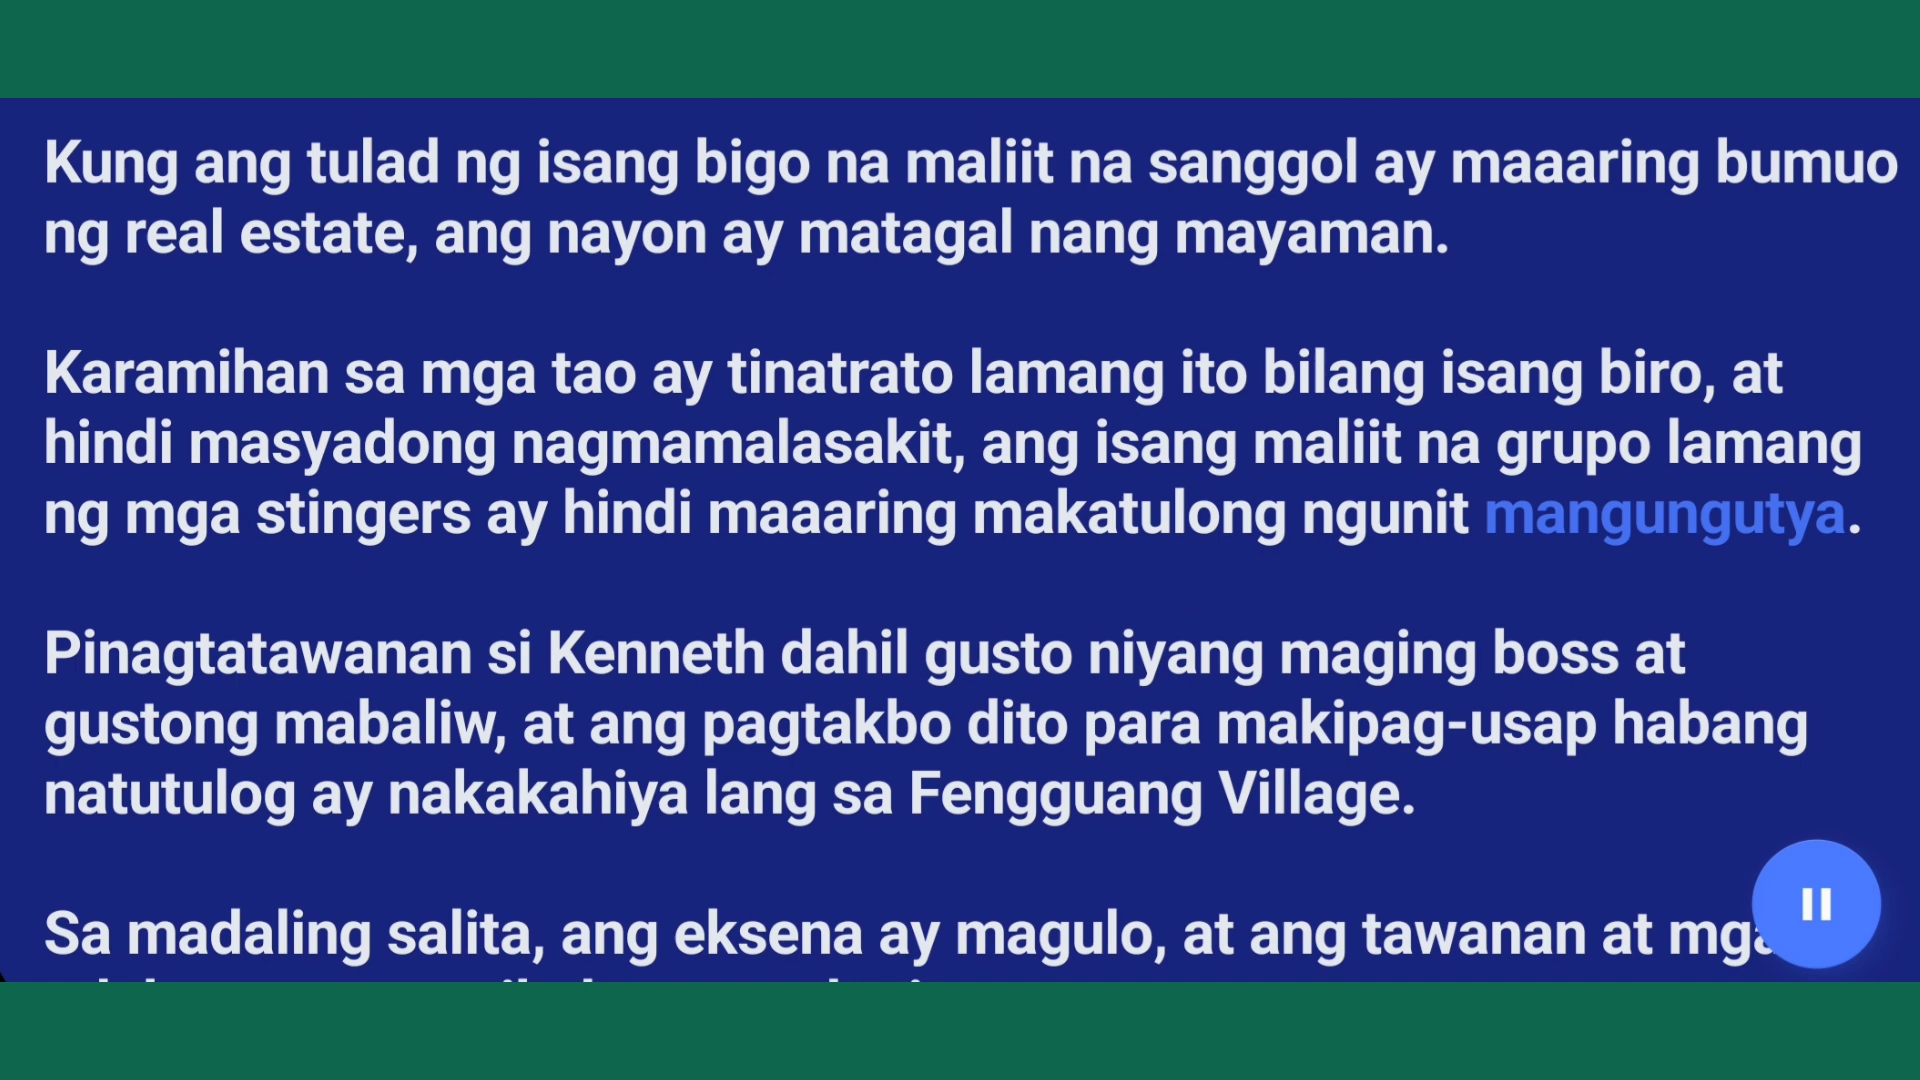 Kung ang tulad ng isang bigo na maliit na sanggol ay maaaring bumuo
ng real estate, ang nayon ay matagal nang mayaman.
Karamihan sa mga tao ay tinatrato lamang ito bilang isang biro, at
hindi masyadong nagmamalasakit, ang isang maliit na grupo lamang
ng mga stingers ay hindi maaaring makatulong ngunit mangungutya.
Pinagtatawanan si Kenneth dahil gusto niyang maging boss at
gustong mabaliw, at ang pagtakbo dito para makipag-usap habang
natutulog ay nakakahiya lang sa Fengguang Village.
Sa madaling salita, ang eksena ay magulo, at ang tawanan at mga